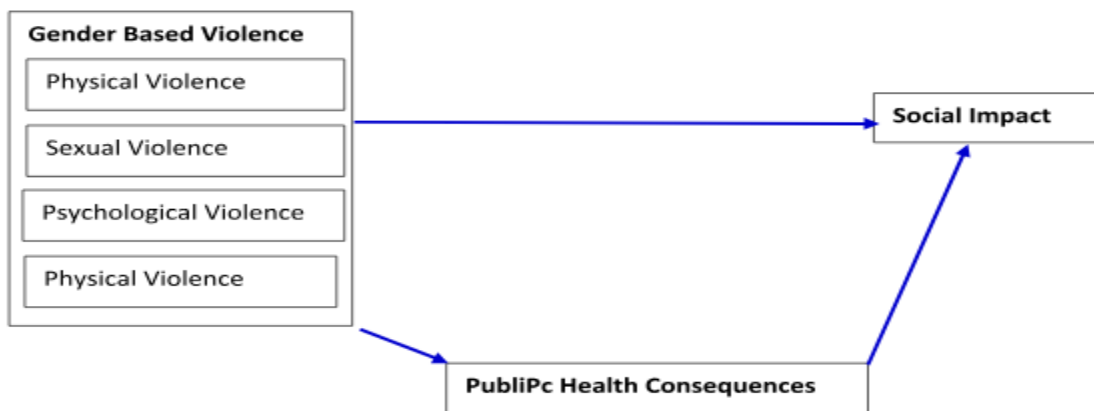 Gender Based Violence
Physical Violence
Sexual Violence
Psychological Violence
Physical Violence
Social Impact
PubliPc Health Consequences